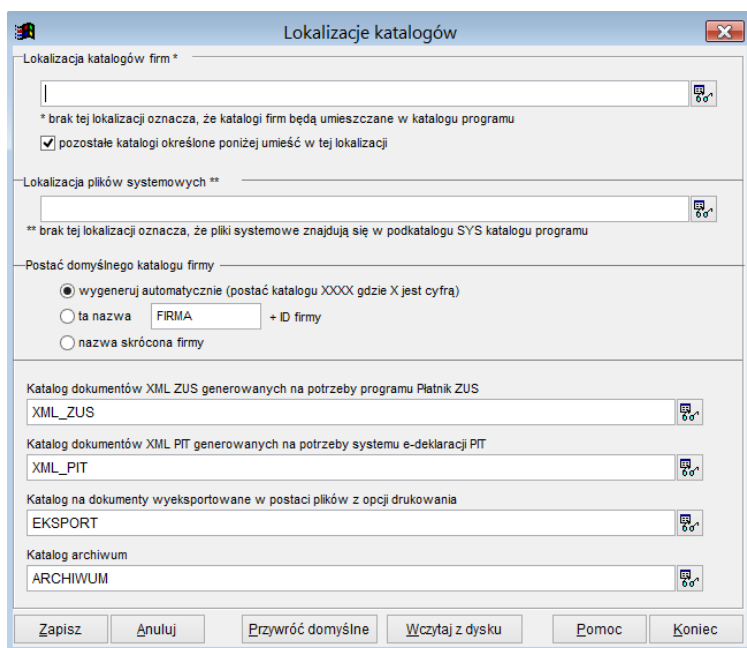 Lokalizacje katalogów
Lokalizacja katalogów firm *
* brak tej lokalizacji oznacza, że katalogi firm będą umieszczane w katalogu programu
pozostałe katalogi określone poniżej umieść w tej lokalizacji
Lokalizacja plików systemowych **
** brak tej lokalizacji oznacza, że pliki systemowe znajdują się w podkatalogu SYS katalogu programu
Postać domyślnego katalogu firmy
wygeneruj automatycznie (postać katalogu XXXX gdzie X jest cyfrą)
ta nazwa FIRMA + ID firmy
nazwa skrócona firmy
Katalog dokumentów XML ZUS generowanych na potrzeby programu Płatnik ZUS
XML_ZUS
Katalog dokumentów XML PIT generowanych na potrzeby systemu e-deklaracji PIT
XML_PIT
Katalog na dokumenty wyeksportowane w postaci plików z opcji drukowania
EKSPORT
Katalog archiwum
ARCHIWUM
Zapisz Anuluj Przywróć domyślne Wczytaj z dysku Pomoc Koniec